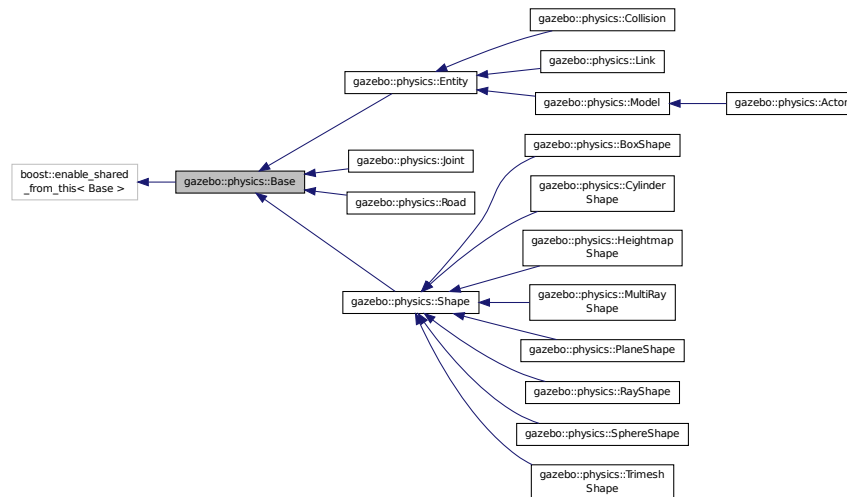 gazebo::physics::Collision
gazebo::physics::Link
gazebo::physics::Entity
gazebo::physics::Model
gazebo::physics::Actor
gazebo::physics::BoxShape
gazebo::physics::Joint
boost::enable_shared
_from_this< Base >
gazebo::physics::Base
gazebo::physics::Cylinder
Shape
gazebo::physics::Road
gazebo::physics::Heightmap
Shape
gazebo::physics::Shape
gazebo::physics::MultiRay
Shape
gazebo::physics::PlaneShape
gazebo::physics::RayShape
gazebo::physics::SphereShape
gazebo::physics::Trimesh
Shape